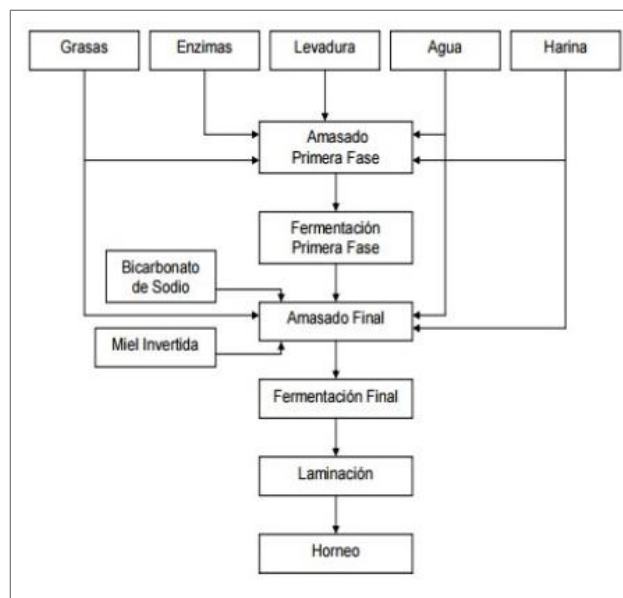 Grasas
Enzimas
Levadura
Agua
Harina
Amasado
Primera Fase
Fermentación
Primera Fase
Bicarbonato
de Sodio
Amasado Final
Miel Invertida
Fermentación Final
Laminación
Horneo